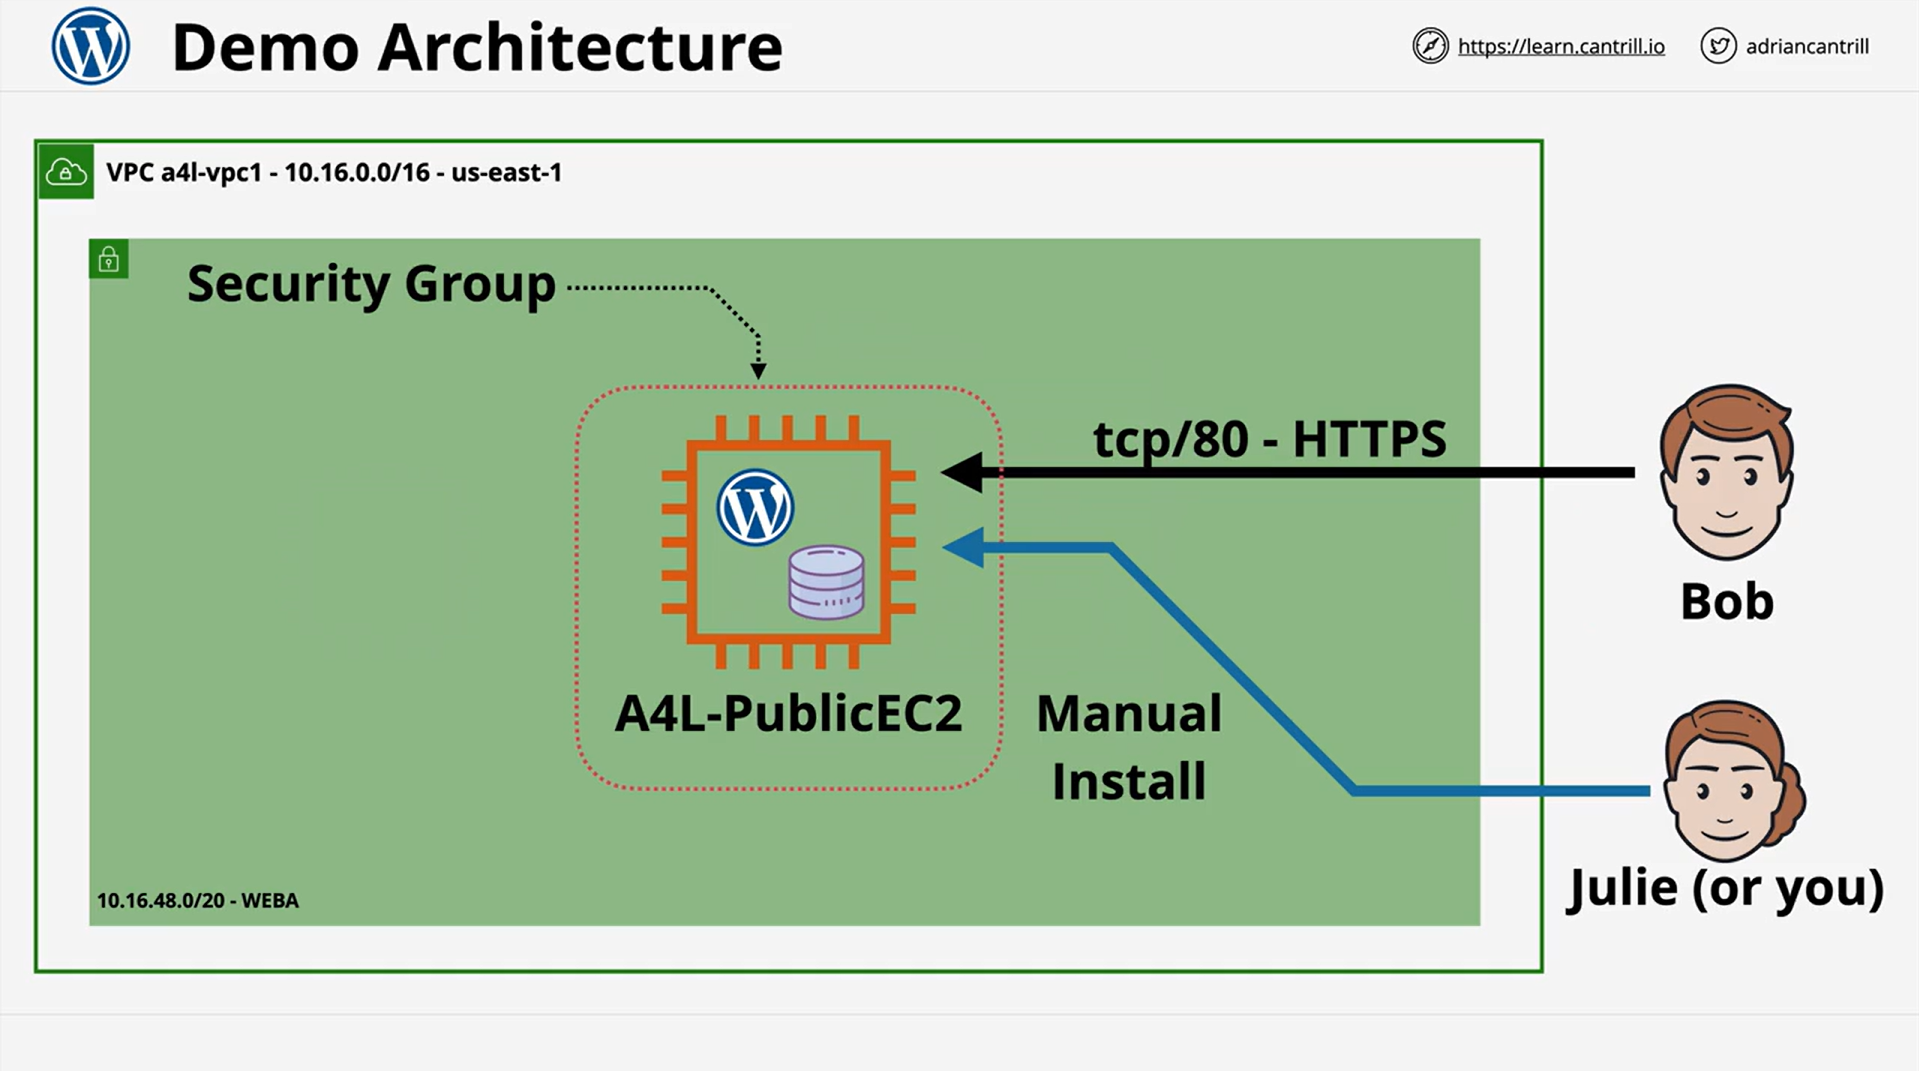 Demo Architecture
https://learn.cantrill.io
adriancantrill
VPC a4l-vpc1 - 10.16.0.0/16 - us-east-1
Security Group
tcp/80 - HTTPS
Bob
A4L-PublicEC2
Manual
Install
Julie (or you)
10.16.48.0/20 - WEBA